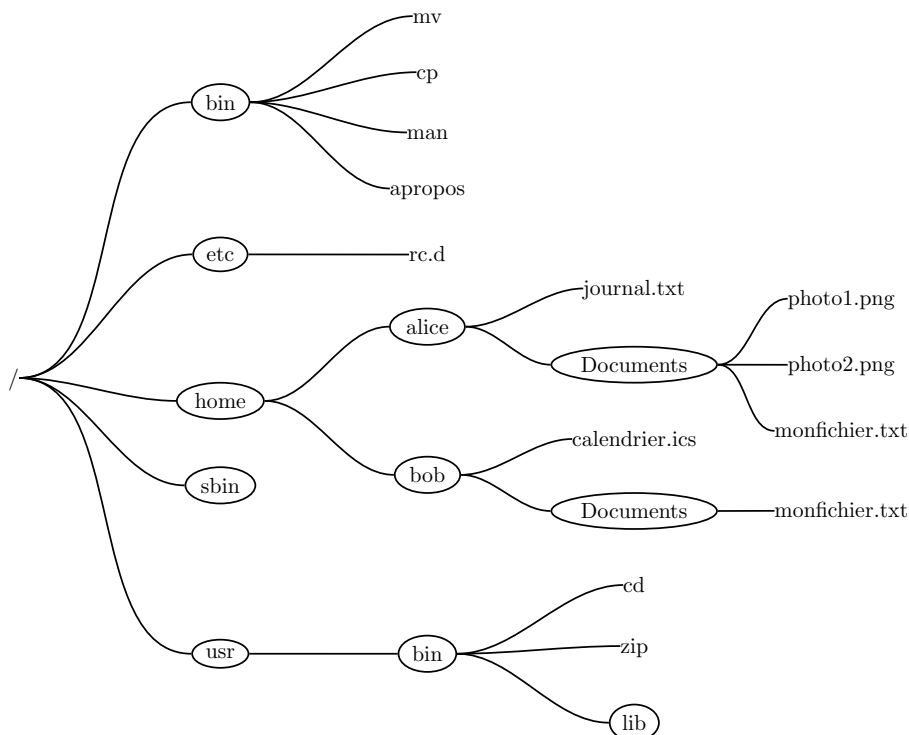 /
bin
mv
cp
man
apropos
etc
rc.d
home
alice
journal.txt
Documents
photo1.png
photo2.png
monfichier.txt
bob
calendrier.ics
Documents
monfichier.txt
sbin
usr
bin
cd
zip
lib